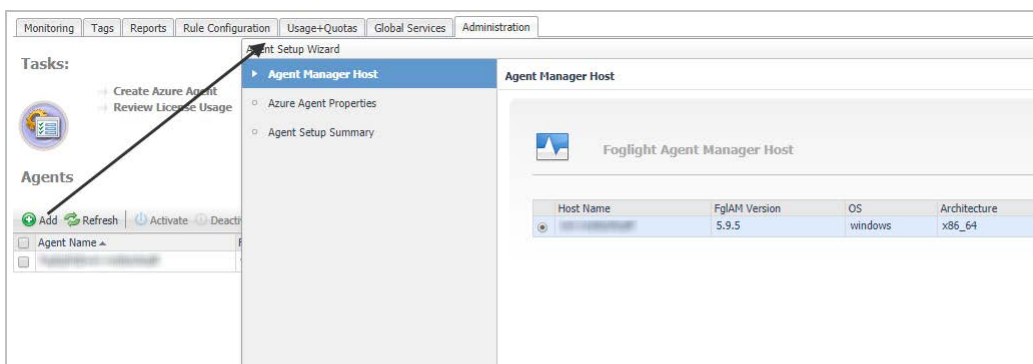 Monitoring Tags Reports Rule Configuration Usage+Quotas Global Services Administration
Tasks:
Create Azure Agent
Review License Usage
Agents
Add Refresh Activate Deacti
Agent Name
Agent Setup Wizard
Agent Manager Host
Azure Agent Properties
Agent Setup Summary
Agent Manager Host
Foglight Agent Manager Host
Host Name FglAM Version OS Architecture
5.9.5 windows x86_64